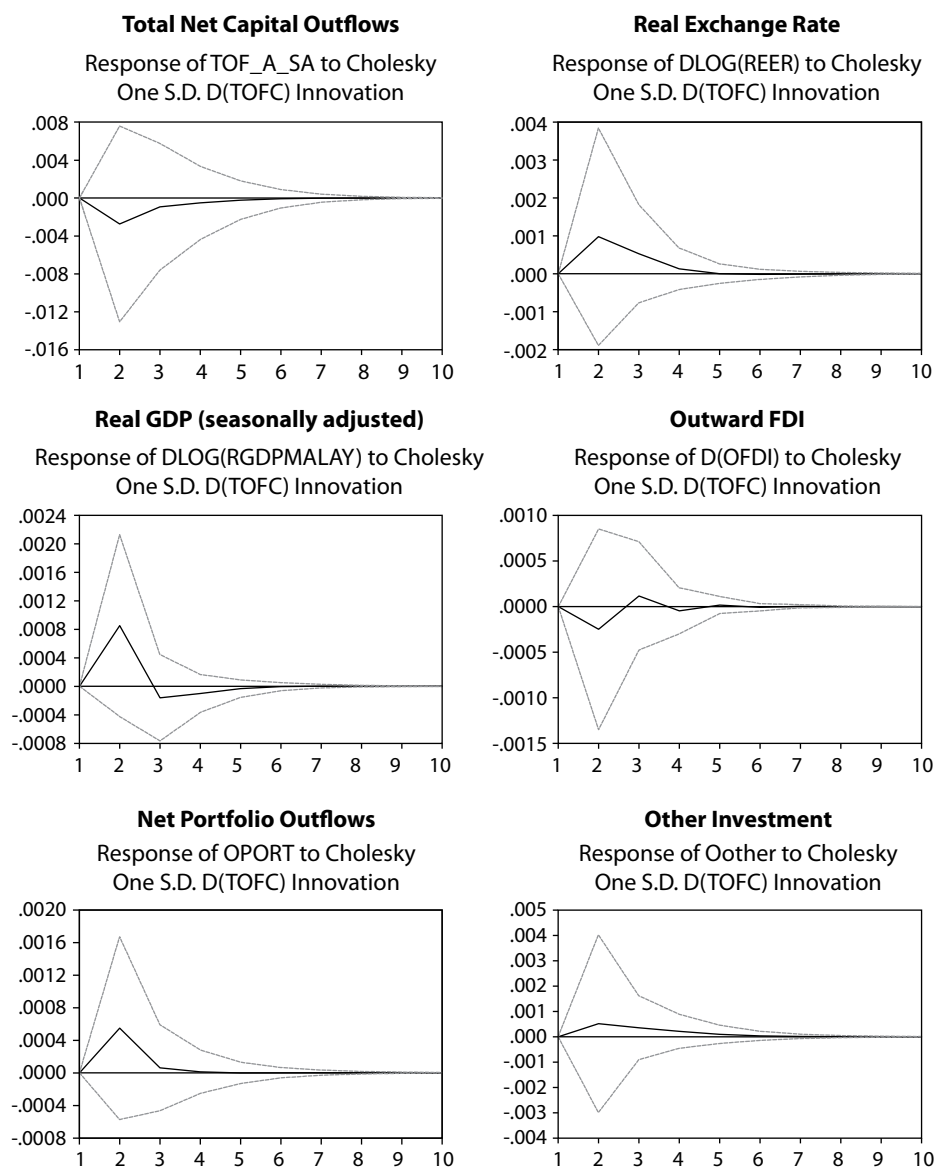 Total Net Capital Outflows
Response of TOF_A_SA to Cholesky
One S.D. D(TOFC) Innovation
.008
.004
.000
-.004
-.008
-.012
-.016
1 2 3 4 5 6 7 8 9 10
Real Exchange Rate
Response of DLOG(REER) to Cholesky
One S.D. D(TOFC) Innovation
.004
.003
.002
.001
.000
-.001
-.002
1 2 3 4 5 6 7 8 9 10
Real GDP (seasonally adjusted)
Response of DLOG(RGDPMALAY) to Cholesky
One S.D. D(TOFC) Innovation
.0024
.0020
.0016
.0012
.0008
.0004
.0000
-.0004
-.0008
1 2 3 4 5 6 7 8 9 10
Outward FDI
Response of D(OFDI) to Cholesky
One S.D. D(TOFC) Innovation
.0010
.0005
.0000
-.0005
-.0010
-.0015
1 2 3 4 5 6 7 8 9 10
Net Portfolio Outflows
Response of OPORT to Cholesky
One S.D. D(TOFC) Innovation
.0020
.0016
.0012
.0008
.0004
.0000
-.0004
-.0008
1 2 3 4 5 6 7 8 9 10
Other Investment
Response of Oother to Cholesky
One S.D. D(TOFC) Innovation
.005
.004
.003
.002
.001
.000
-.001
-.002
-.003
-.004
1 2 3 4 5 6 7 8 9 10